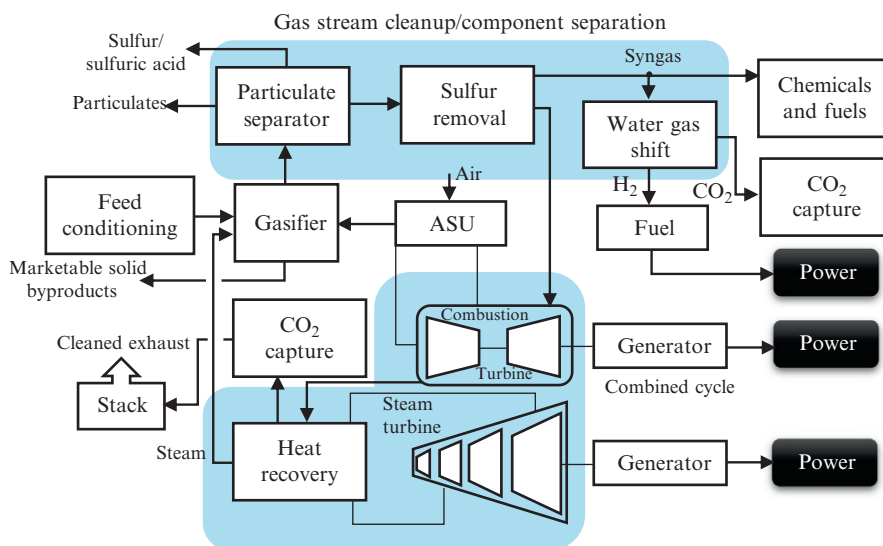 Gas stream cleanup/component separation
Sulfur/
sulfuric acid
Particulates
Particulate
separator
Sulfur
removal
Syngas
Chemicals
and fuels
Water gas
shift
H₂
CO₂
CO₂
capture
Air
Feed
conditioning
Gasifier
ASU
Fuel
Power
Marketable solid
byproducts
Combustion
Turbine
Generator
Power
Combined cycle
Cleaned exhaust
CO₂
capture
Stack
Steam
Heat
recovery
Steam
turbine
Generator
Power